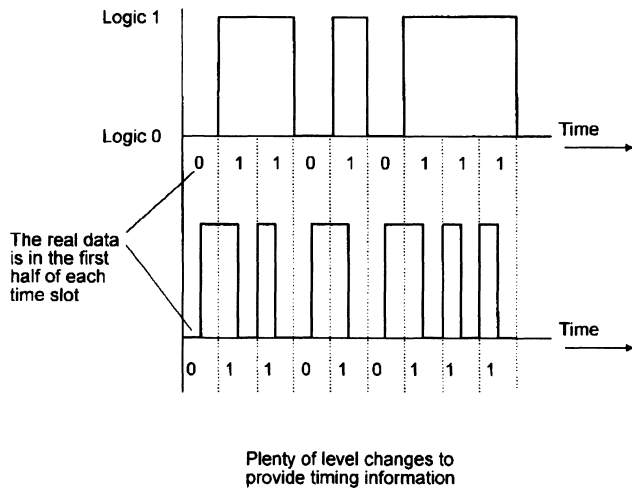 Logic 1
Logic 0
Time
0 1 1 0 1 0 1 1 1
The real data
is in the first
half of each
time slot
Time
0 1 1 0 1 0 1 1 1
Plenty of level changes to
provide timing information